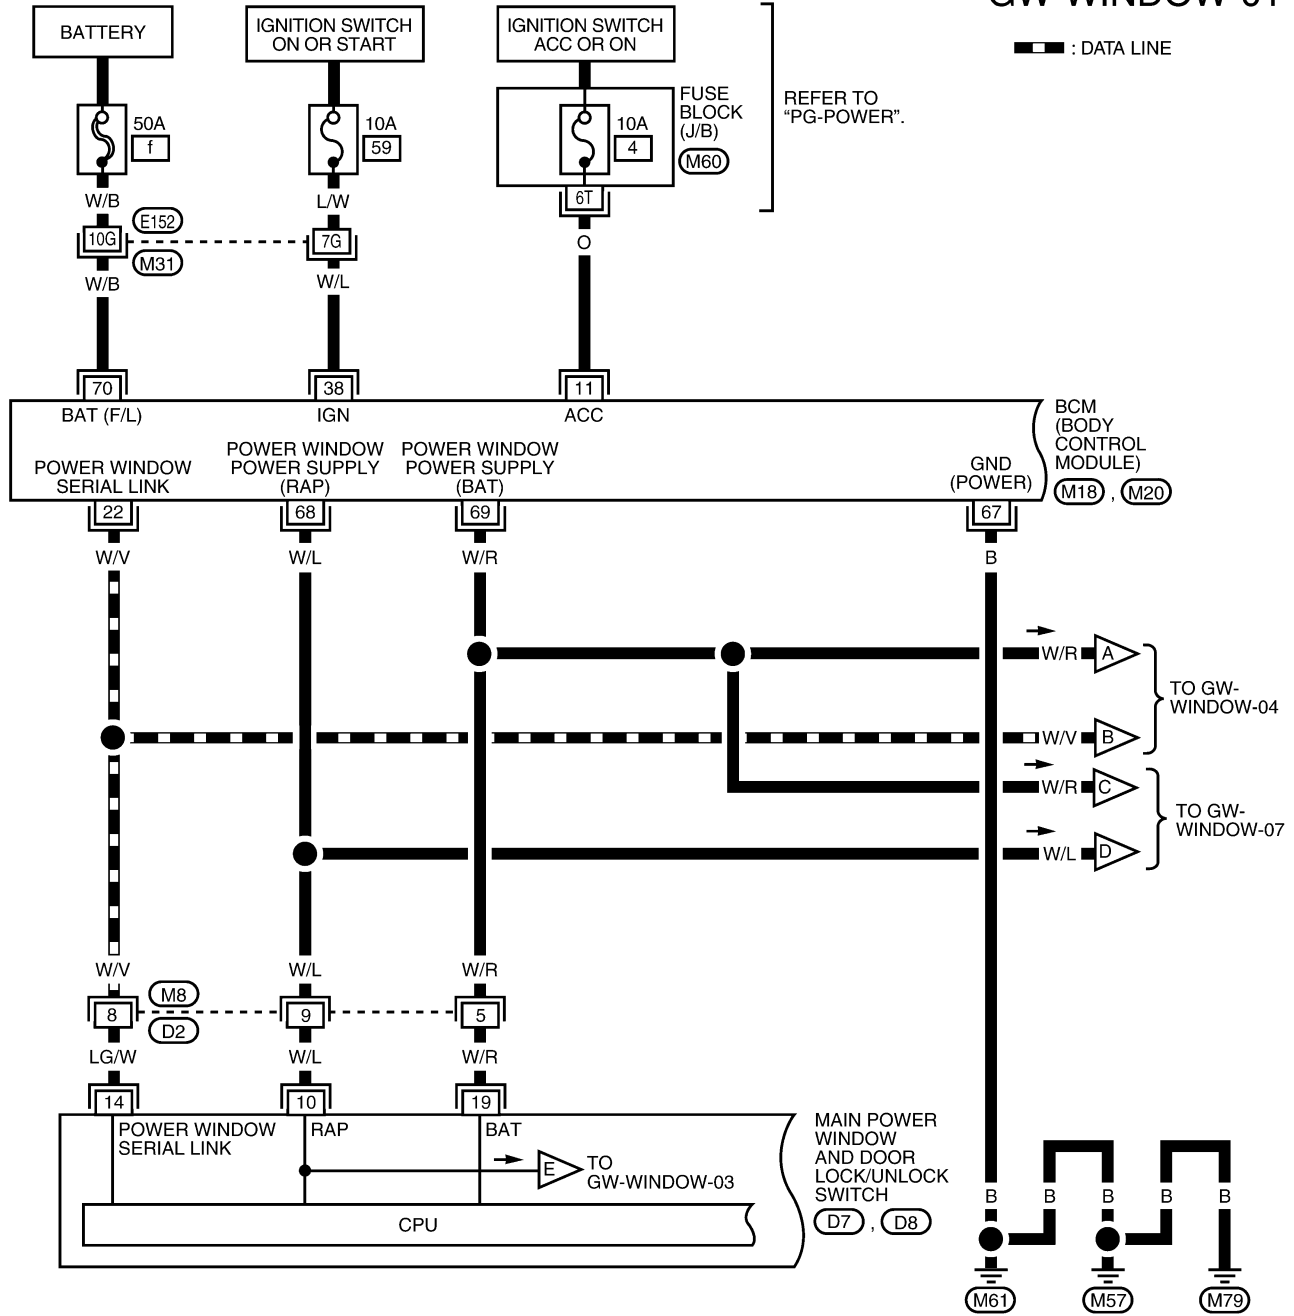 GW-WINDOW-01
: DATA LINE
BATTERY
IGNITION SWITCH
ON OR START
IGNITION SWITCH
ACC OR ON
50A
f
10A
59
10A
4
FUSE
BLOCK
(J/B)
M60
REFER TO
“PG-POWER”.
W/B
L/W
6T
10G
E152
M31
7G
O
W/B
W/L
70
38
11
BAT (F/L)
IGN
ACC
BCM
(BODY
CONTROL
MODULE)
M18 , M20
POWER WINDOW
SERIAL LINK
POWER WINDOW
POWER SUPPLY
(RAP)
POWER WINDOW
POWER SUPPLY
(BAT)
GND
(POWER)
22
68
69
67
W/V
W/L
W/R
B
W/R
A
W/V
B
TO GW-
WINDOW-04
W/R
C
W/L
D
TO GW-
WINDOW-07
W/V
W/L
W/R
8
M8
D2
9
5
LG/W
W/L
W/R
14
10
19
POWER WINDOW
SERIAL LINK
RAP
BAT
E
TO
GW-WINDOW-03
CPU
MAIN POWER
WINDOW
AND DOOR
LOCK/UNLOCK
SWITCH
D7 , D8
B
B
B
B
B
M61
M57
M79